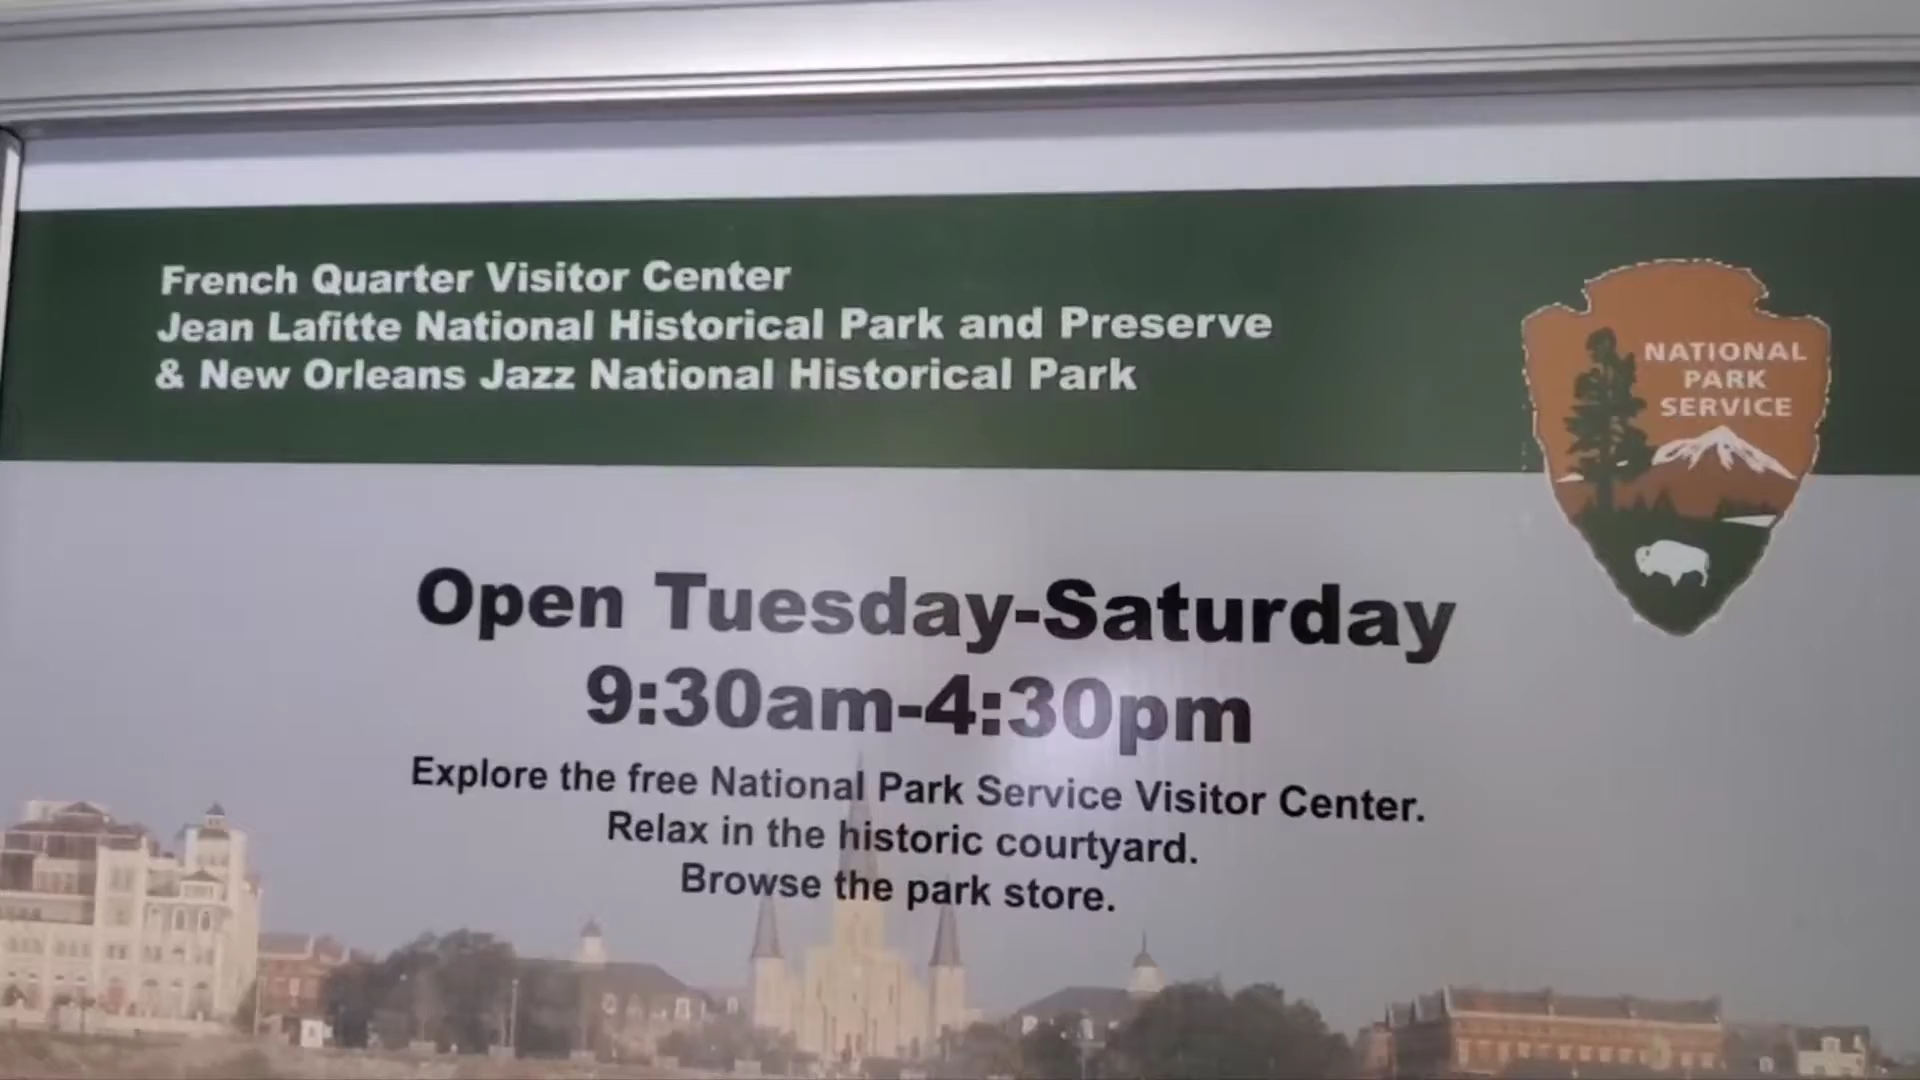 French Quarter Visitor Center
Jean Lafitte National Historical Park and Preserve
& New Orleans Jazz National Historical Park
NATIONAL
PARK
SERVICE
Open Tuesday-Saturday
9:30am-4:30pm
Explore the free National Park Service Visitor Center.
Relax in the historic courtyard.
Browse the park store.